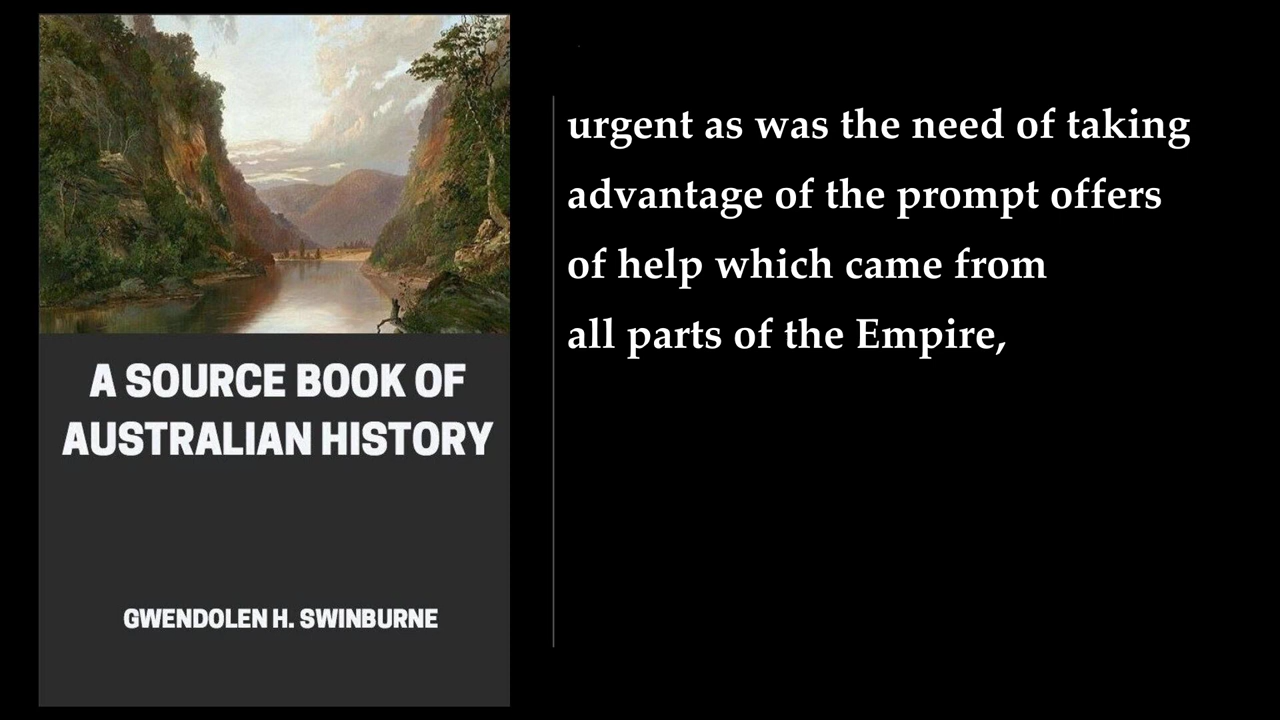 A SOURCE BOOK OF
AUSTRALIAN HISTORY
GWENDOLEN H. SWINBURNE
urgent as was the need of taking
advantage of the prompt offers
of help which came from
all parts of the Empire,